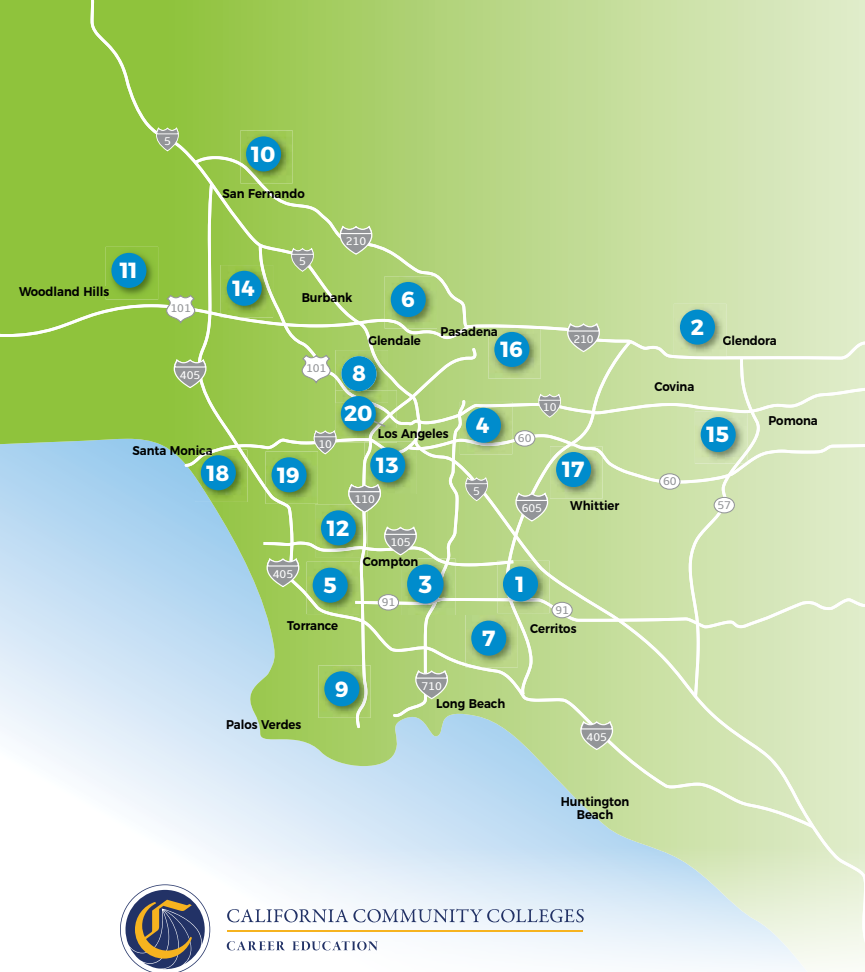 5
10
San Fernando
210
5
11
14
Woodland Hills
Burbank
6
101
Pasadena
2
Glendale
Glendora
210
16
405
101
8
Covina
10
20
4
Pomona
Los Angeles
60
15
10
Santa Monica
13
18
19
17
60
5
110
605
Whittier
57
12
105
Compton
405
5
3
1
91
91
Torrance
Cerritos
7
9
710
Long Beach
Palos Verdes
405
Huntington
Beach
C
CALIFORNIA COMMUNITY COLLEGES
CAREER EDUCATION